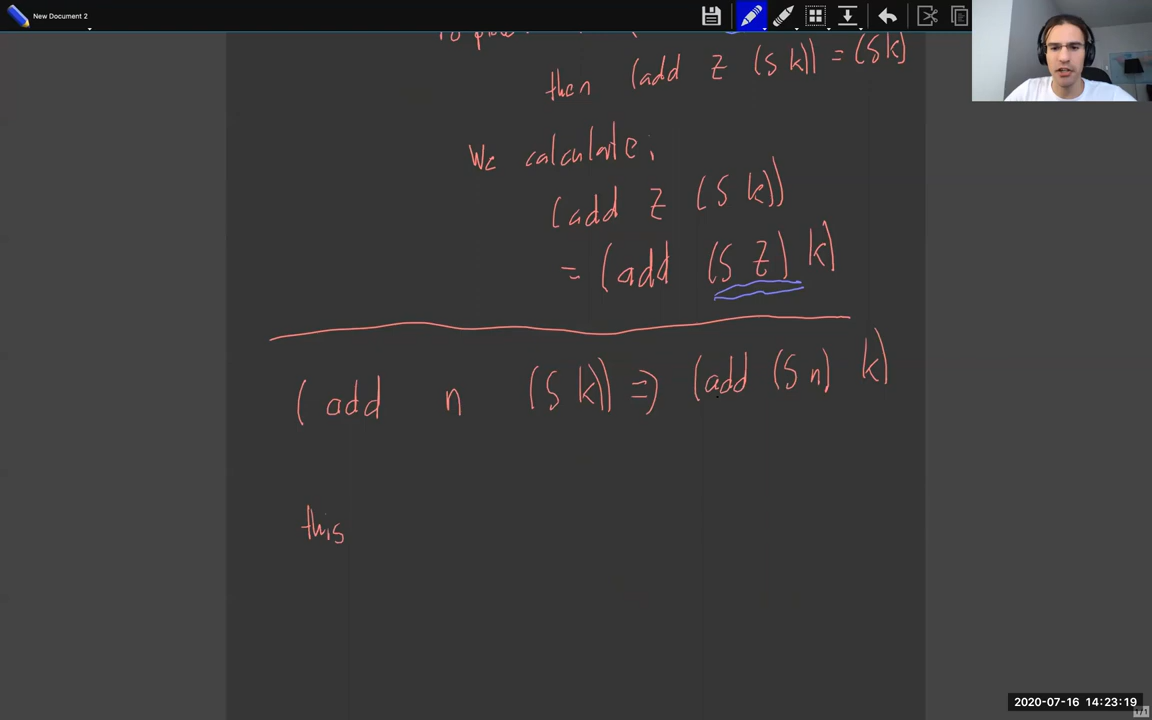 New Document 2
then (add Z (S k)) = (S k)
We calculate:
(add Z (S k))
= (add (S Z) k)
(add n (S k)) ⇒ (add (S n) k)
this
2020-07-16 14:23:19